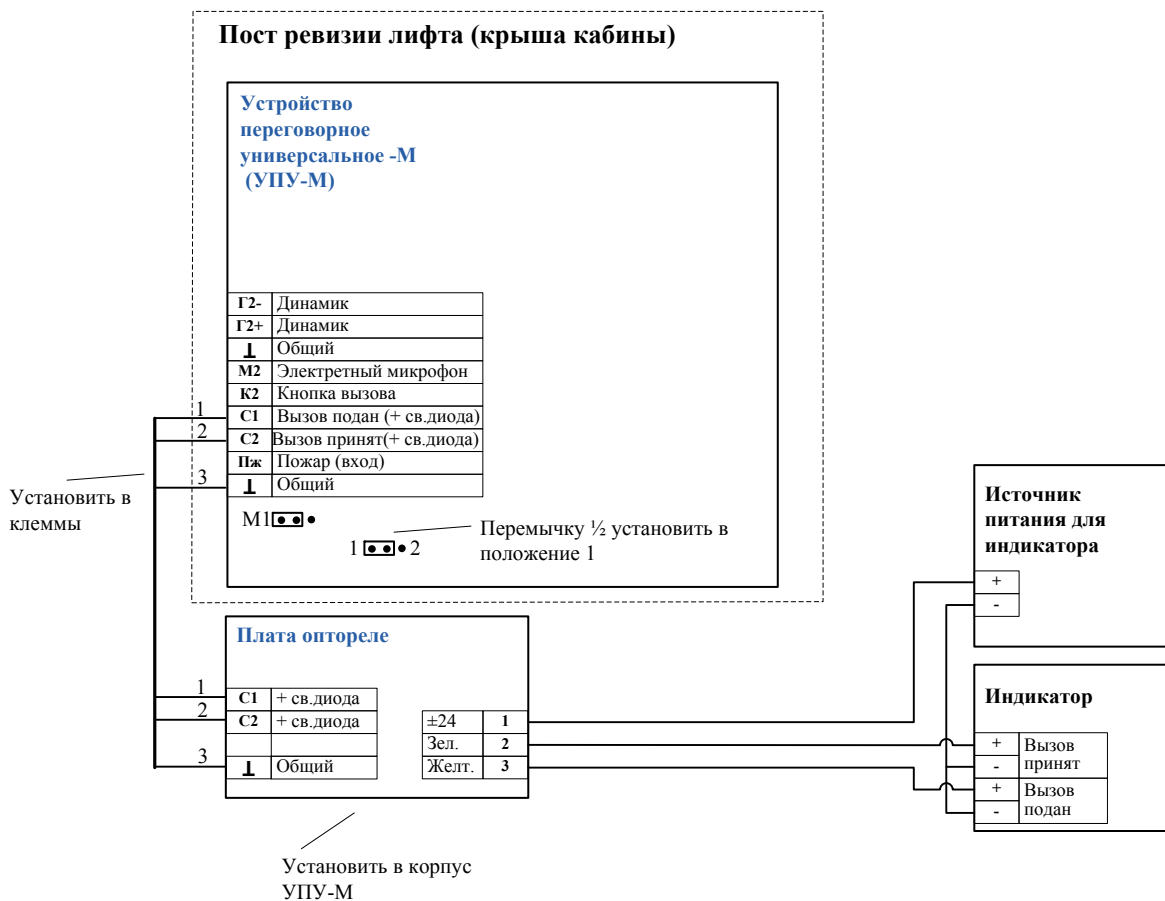 Пост ревизии лифта (крыша кабины)
Устройство
переговорное
универсальное -М
(УПУ-М)
Г2- Динамик
Г2+ Динамик
⊥ Общий
М2 Электретный микрофон
К2 Кнопка вызова
1 С1 Вызов подан (+ св.диода)
2 С2 Вызов принят(+ св.диода)
Пж Пожар (вход)
3 ⊥ Общий
Установить в
клеммы
М1
1 2
Перемычку ½ установить в
положение 1
Источник
питания для
индикатора
+
-
Плата оптореле
1 С1 + св.диода
2 С2 + св.диода
3 ⊥ Общий
±24 1
Зел. 2
Желт. 3
Индикатор
+ Вызов
- принят
+ Вызов
- подан
Установить в корпус
УПУ-М